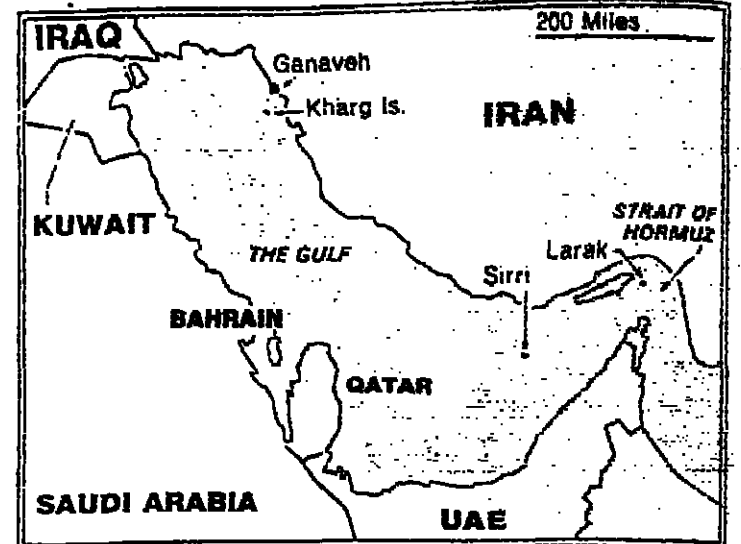 IRAQ
200 Miles
Ganaveh
Kharg Is.
IRAN
KUWAIT
STRAIT OF
HORMUZ
THE GULF
Larak
Sirri
BAHRAIN
QATAR
SAUDI ARABIA
UAE